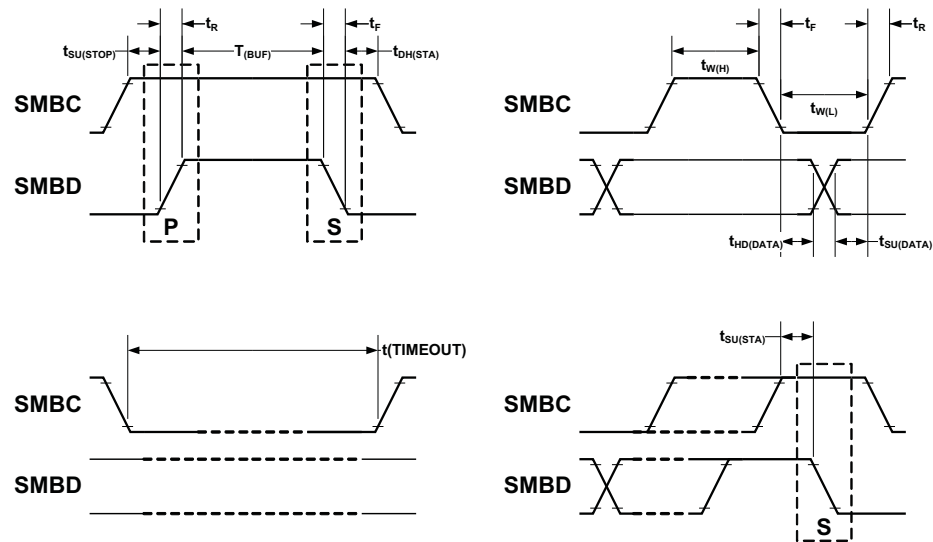 tR
tF
tSU(STOP)
T(BUF)
tDH(STA)
SMBC
SMBD
P
S
tF
tR
tW(H)
tW(L)
SMBC
SMBD
tHD(DATA)
tSU(DATA)
t(TIMEOUT)
SMBC
SMBD
tSU(STA)
SMBC
SMBD
S